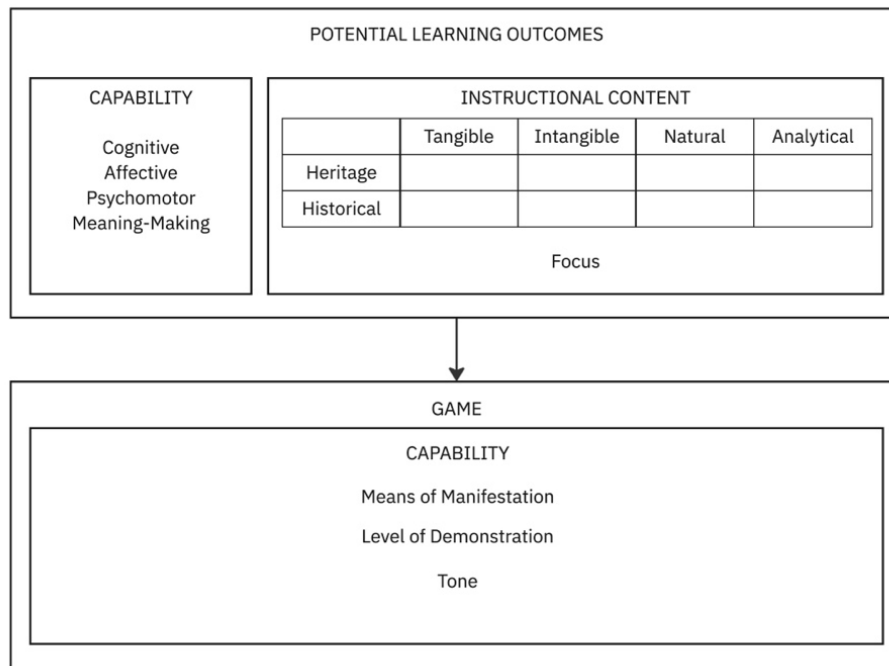 POTENTIAL LEARNING OUTCOMES
CAPABILITY
Cognitive
Affective
Psychomotor
Meaning-Making
INSTRUCTIONAL CONTENT
Tangible Intangible Natural Analytical
Heritage
Historical
Focus
GAME
CAPABILITY
Means of Manifestation
Level of Demonstration
Tone